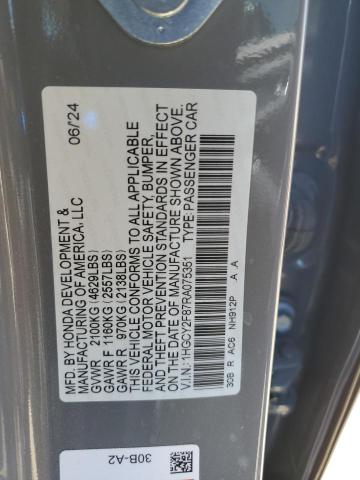 MFD. BY HONDA DEVELOPMENT & 06/24
MANUFACTURING OF AMERICA, LLC
GVWR 2100KG (4629LBS)
GAWR F 1160KG (2557LBS)
GAWR R 970KG (2138LBS)
THIS VEHICLE CONFORMS TO ALL APPLICABLE
FEDERAL MOTOR VEHICLE SAFETY, BUMPER,
AND THEFT PREVENTION STANDARDS IN EFFECT
ON THE DATE OF MANUFACTURE SHOWN ABOVE.
V.I.N.: 1HGCY2F87RA075351 TYPE: PASSENGER CAR
30B R AC6 NH912P A A
30B-A2